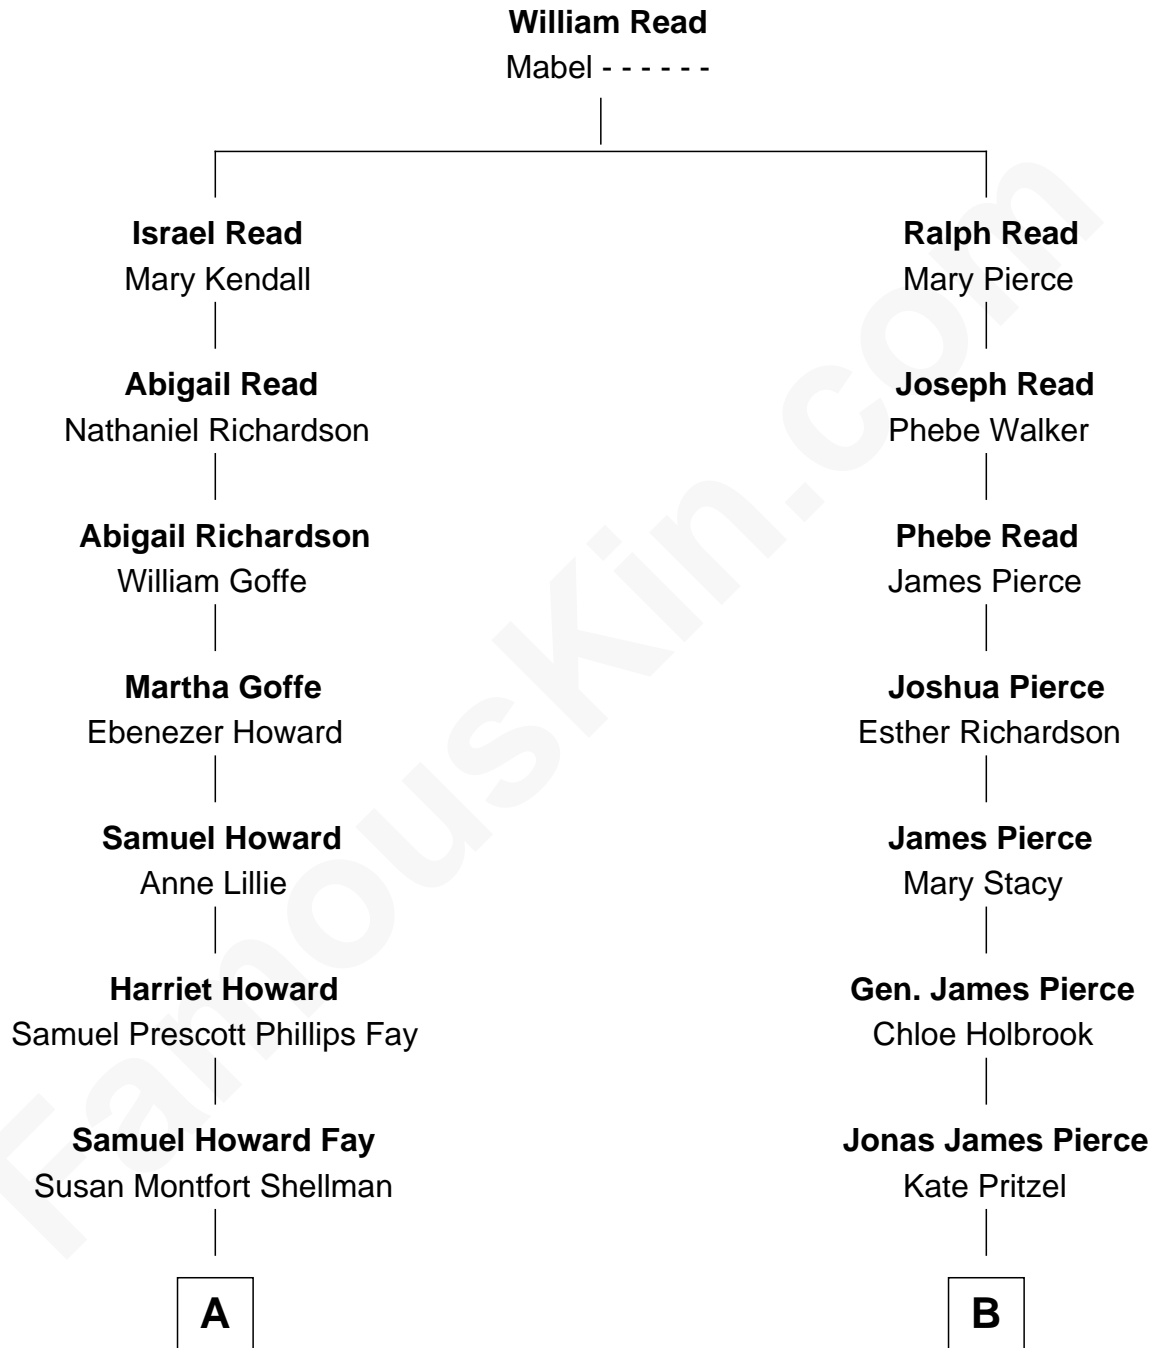 William Read
Mabel - - - - - -
Israel Read
Mary Kendall
Ralph Read
Mary Pierce
Abigail Read
Nathaniel Richardson
Joseph Read
Phebe Walker
Abigail Richardson
William Goffe
Phebe Read
James Pierce
Martha Goffe
Ebenezer Howard
Joshua Pierce
Esther Richardson
Samuel Howard
Anne Lillie
James Pierce
Mary Stacy
Harriet Howard
Samuel Prescott Phillips Fay
Gen. James Pierce
Chloe Holbrook
Samuel Howard Fay
Susan Montfort Shellman
Jonas James Pierce
Kate Pritzel
A
B
FamousKin.com